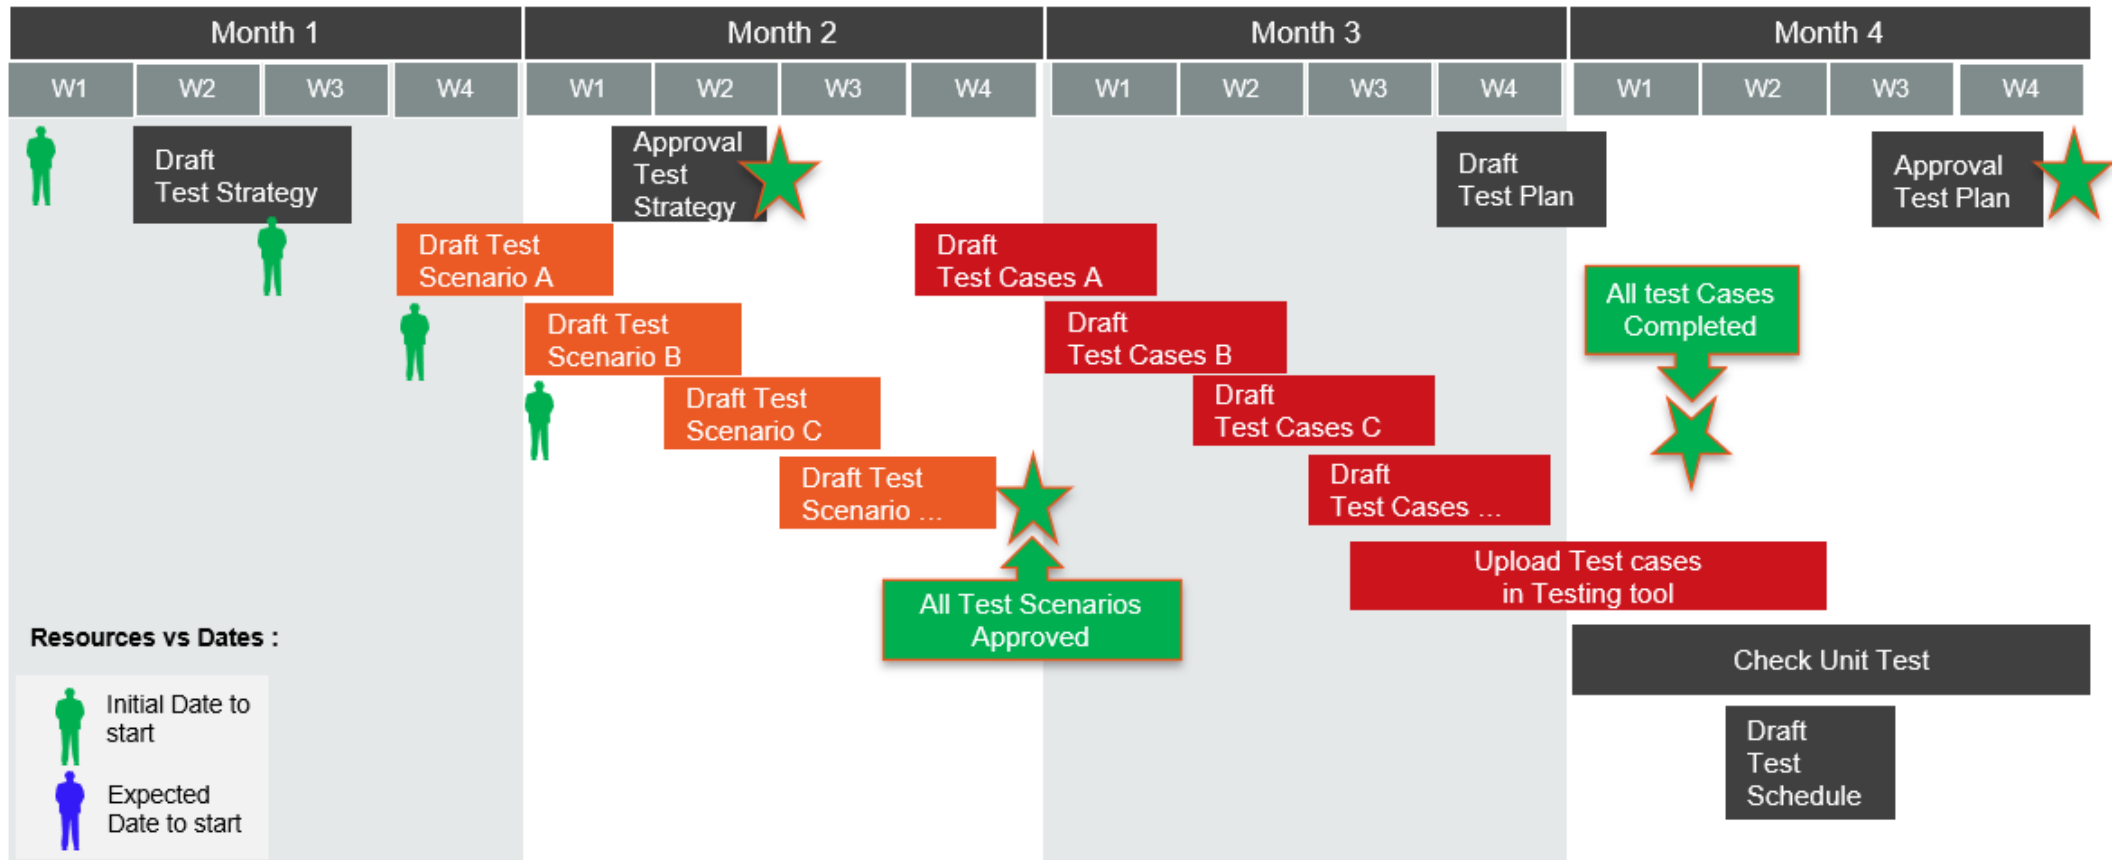 Month 1
Month 2
Month 3
Month 4
W1
W2
W3
W4
W1
W2
W3
W4
W1
W2
W3
W4
W1
W2
W3
W4
Draft
Test Strategy
Approval
Test
Strategy
Draft
Test Plan
Approval
Test Plan
Draft Test
Scenario A
Draft
Test Cases A
All test Cases
Completed
Draft Test
Scenario B
Draft
Test Cases B
Draft Test
Scenario C
Draft
Test Cases C
Draft Test
Scenario ...
Draft
Test Cases ...
Upload Test cases
in Testing tool
All Test Scenarios
Approved
Check Unit Test
Draft
Test
Schedule
Resources vs Dates :
Initial Date to
start
Expected
Date to start